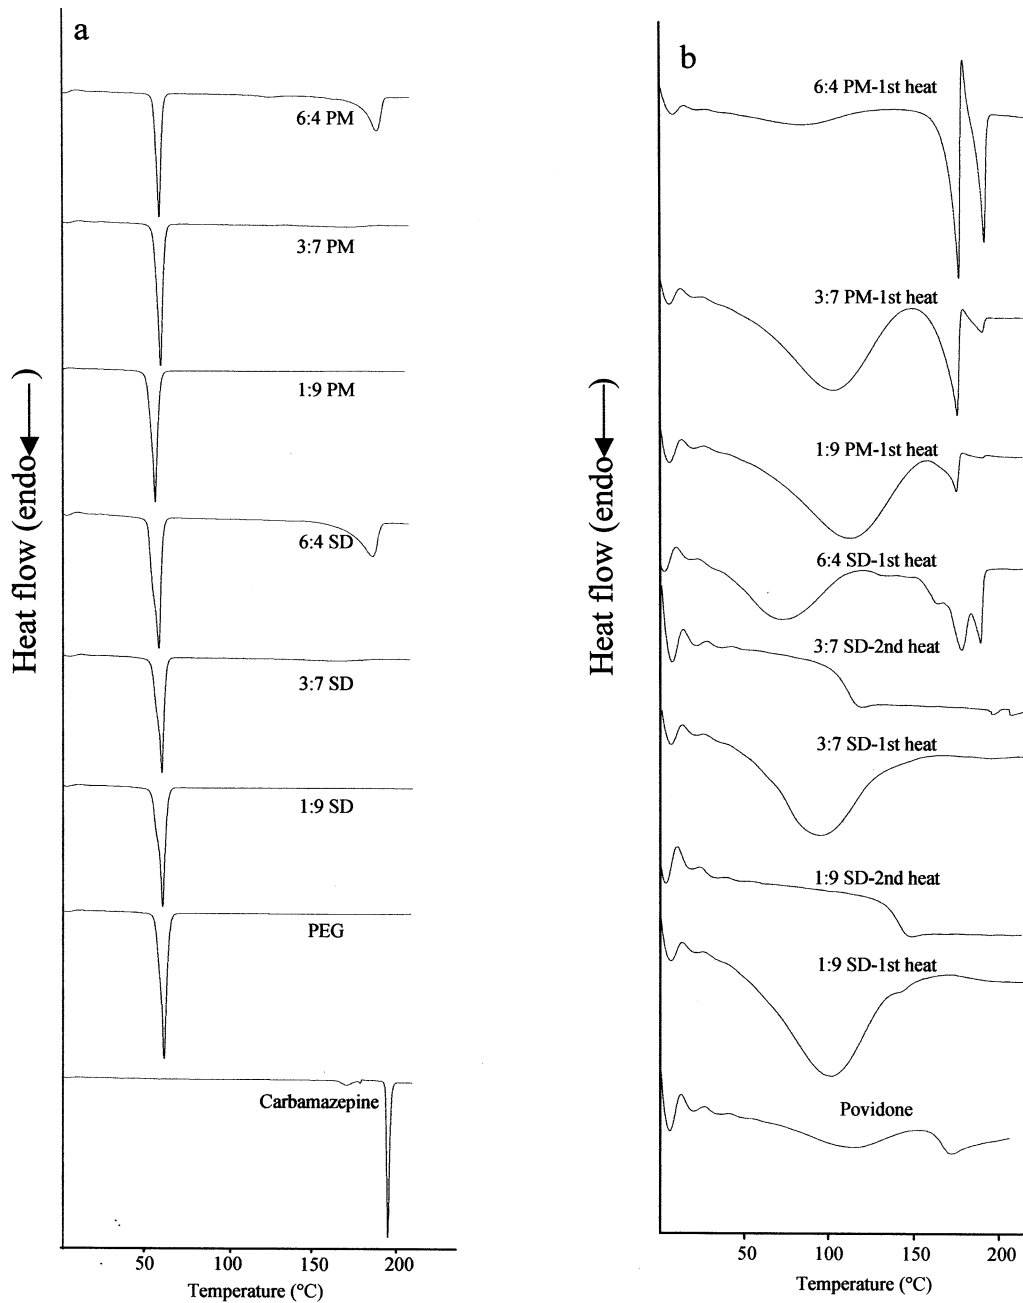 a
6:4 PM
3:7 PM
1:9 PM
6:4 SD
3:7 SD
1:9 SD
PEG
Carbamazepine
Heat flow (endo )
50 100 150 200
Temperature (°C)
b
6:4 PM-1st heat
3:7 PM-1st heat
1:9 PM-1st heat
6:4 SD-1st heat
3:7 SD-2nd heat
3:7 SD-1st heat
1:9 SD-2nd heat
1:9 SD-1st heat
Povidone
Heat flow (endo )
50 100 150 200
Temperature (°C)